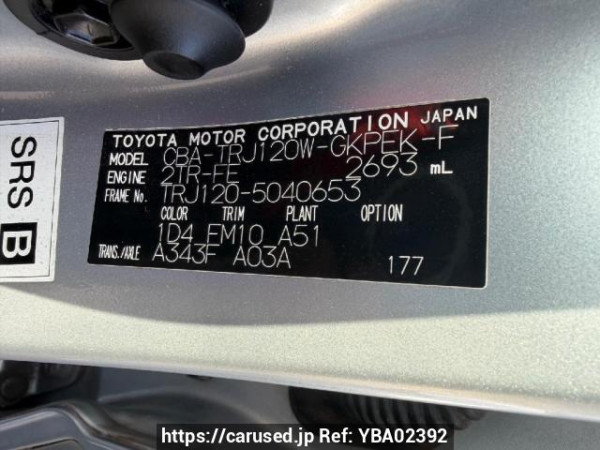 SRS B
TOYOTA MOTOR CORPORATION JAPAN
MODEL CBA-TRJ120W-GKPEK-F
ENGINE 2TR-FE 2693 mL
FRAME No. TRJ120-5040653
COLOR TRIM PLANT OPTION
1D4 FM10 A51
TRANS./AXLE A343F A03A
177
https://carused.jp Ref: YBA02392